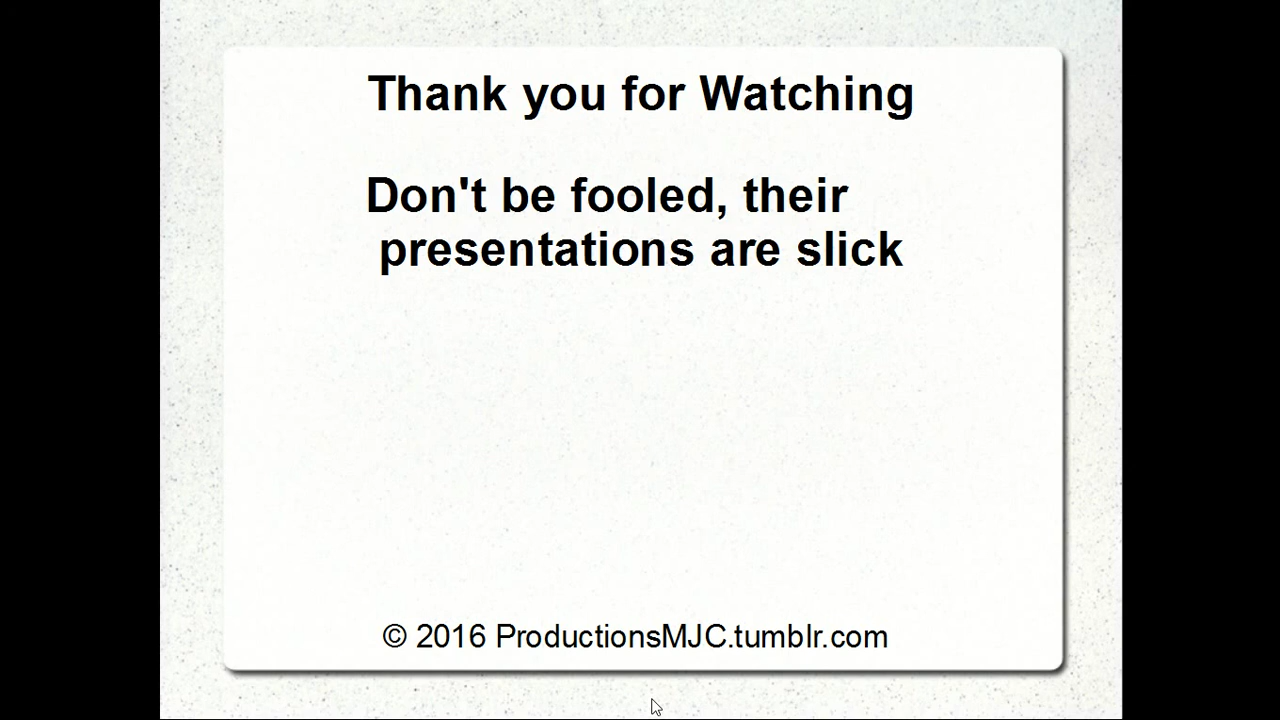 Thank you for Watching
Don't be fooled, their
presentations are slick
© 2016 ProductionsMJC.tumblr.com